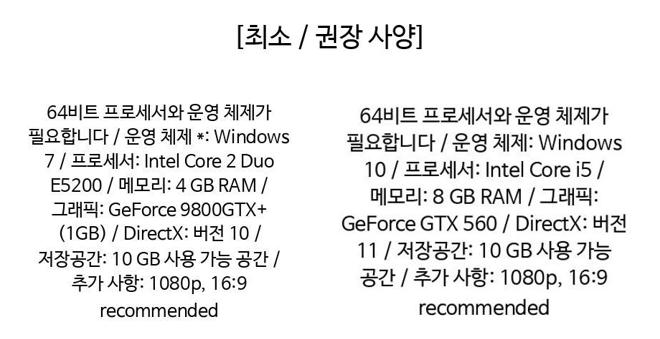 [최소 / 권장 사양]
64비트 프로세서와 운영 체제가
필요합니다 / 운영 체제 *: Windows
7 / 프로세서: Intel Core 2 Duo
E5200 / 메모리: 4 GB RAM /
그래픽: GeForce 9800GTX+
(1GB) / DirectX: 버전 10 /
저장공간: 10 GB 사용 가능 공간 /
추가 사항: 1080p, 16:9
recommended
64비트 프로세서와 운영 체제가
필요합니다 / 운영 체제: Windows
10 / 프로세서: Intel Core i5 /
메모리: 8 GB RAM / 그래픽:
GeForce GTX 560 / DirectX: 버전
11 / 저장공간: 10 GB 사용 가능
공간 / 추가 사항: 1080p, 16:9
recommended